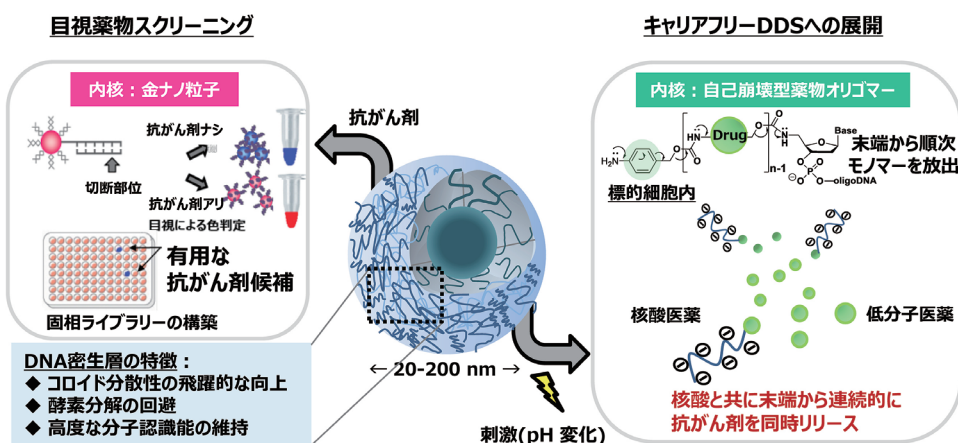 目視薬物スクリーニング
内核：金ナノ粒子
抗がん剤ナシ
切断部位
抗がん剤アリ
目視による色判定
有用な
抗がん剤候補
固相ライブラリーの構築
DNA密生層の特徴：
◆ コロイド分散性の飛躍的な向上
◆ 酵素分解の回避
◆ 高度な分子認識能の維持
抗がん剤
← 20-200 nm →
刺激(pH 変化)
キャリアフリーDDSへの展開
内核：自己崩壊型薬物オリゴマー
H₂N
O
O
HN
Drug
O
O
H
N
n-1
Base
O
O
O
P
O
⊖O
oligoDNA
末端から順次
モノマーを放出
標的細胞内
核酸医薬
低分子医薬
核酸と共に末端から連続的に
抗がん剤を同時リリース